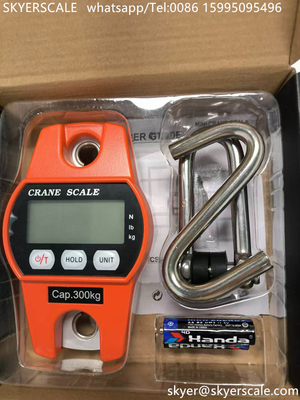 SKYERSCALE whatsapp/Tel:0086 15995095496
CRANE SCALE
N
lb
kg
O/T
HOLD
UNIT
Cap.300kg
Handa
skyer@skyerscale.com